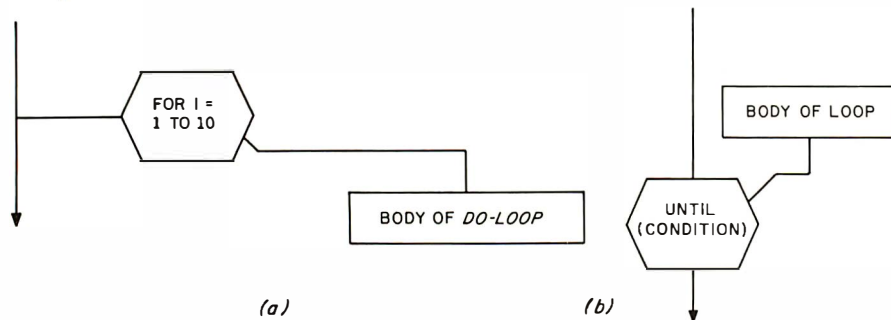 FOR I =
1 TO 10
BODY OF DO-LOOP
(a)
BODY OF LOOP
UNTIL
(CONDITION)
(b)